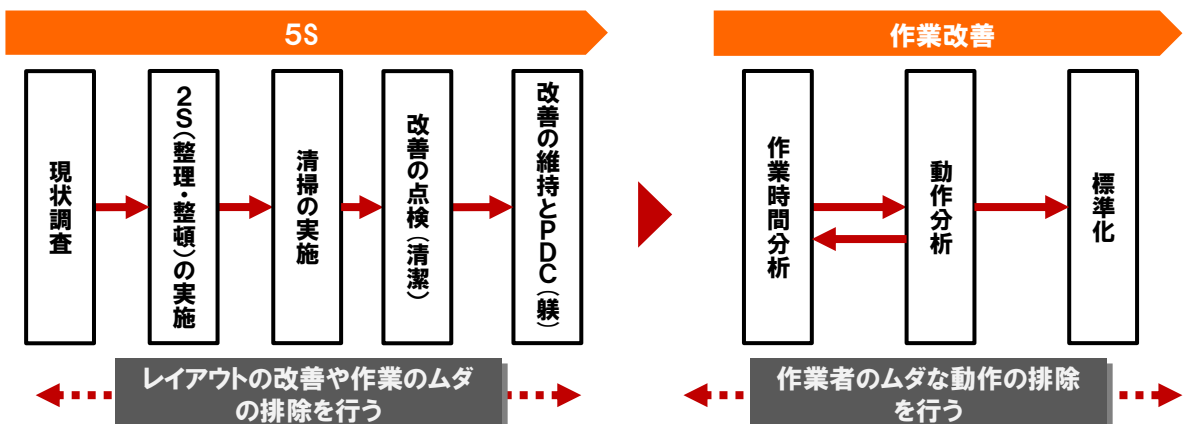 5S
作業改善
現状調査
2S(整理・整頓)の実施
清掃の実施
改善の点検(清潔)
改善の維持とPDC(躾)
作業時間分析
動作分析
標準化
レイアウトの改善や作業のムダ
の排除を行う
作業者のムダな動作の排除
を行う